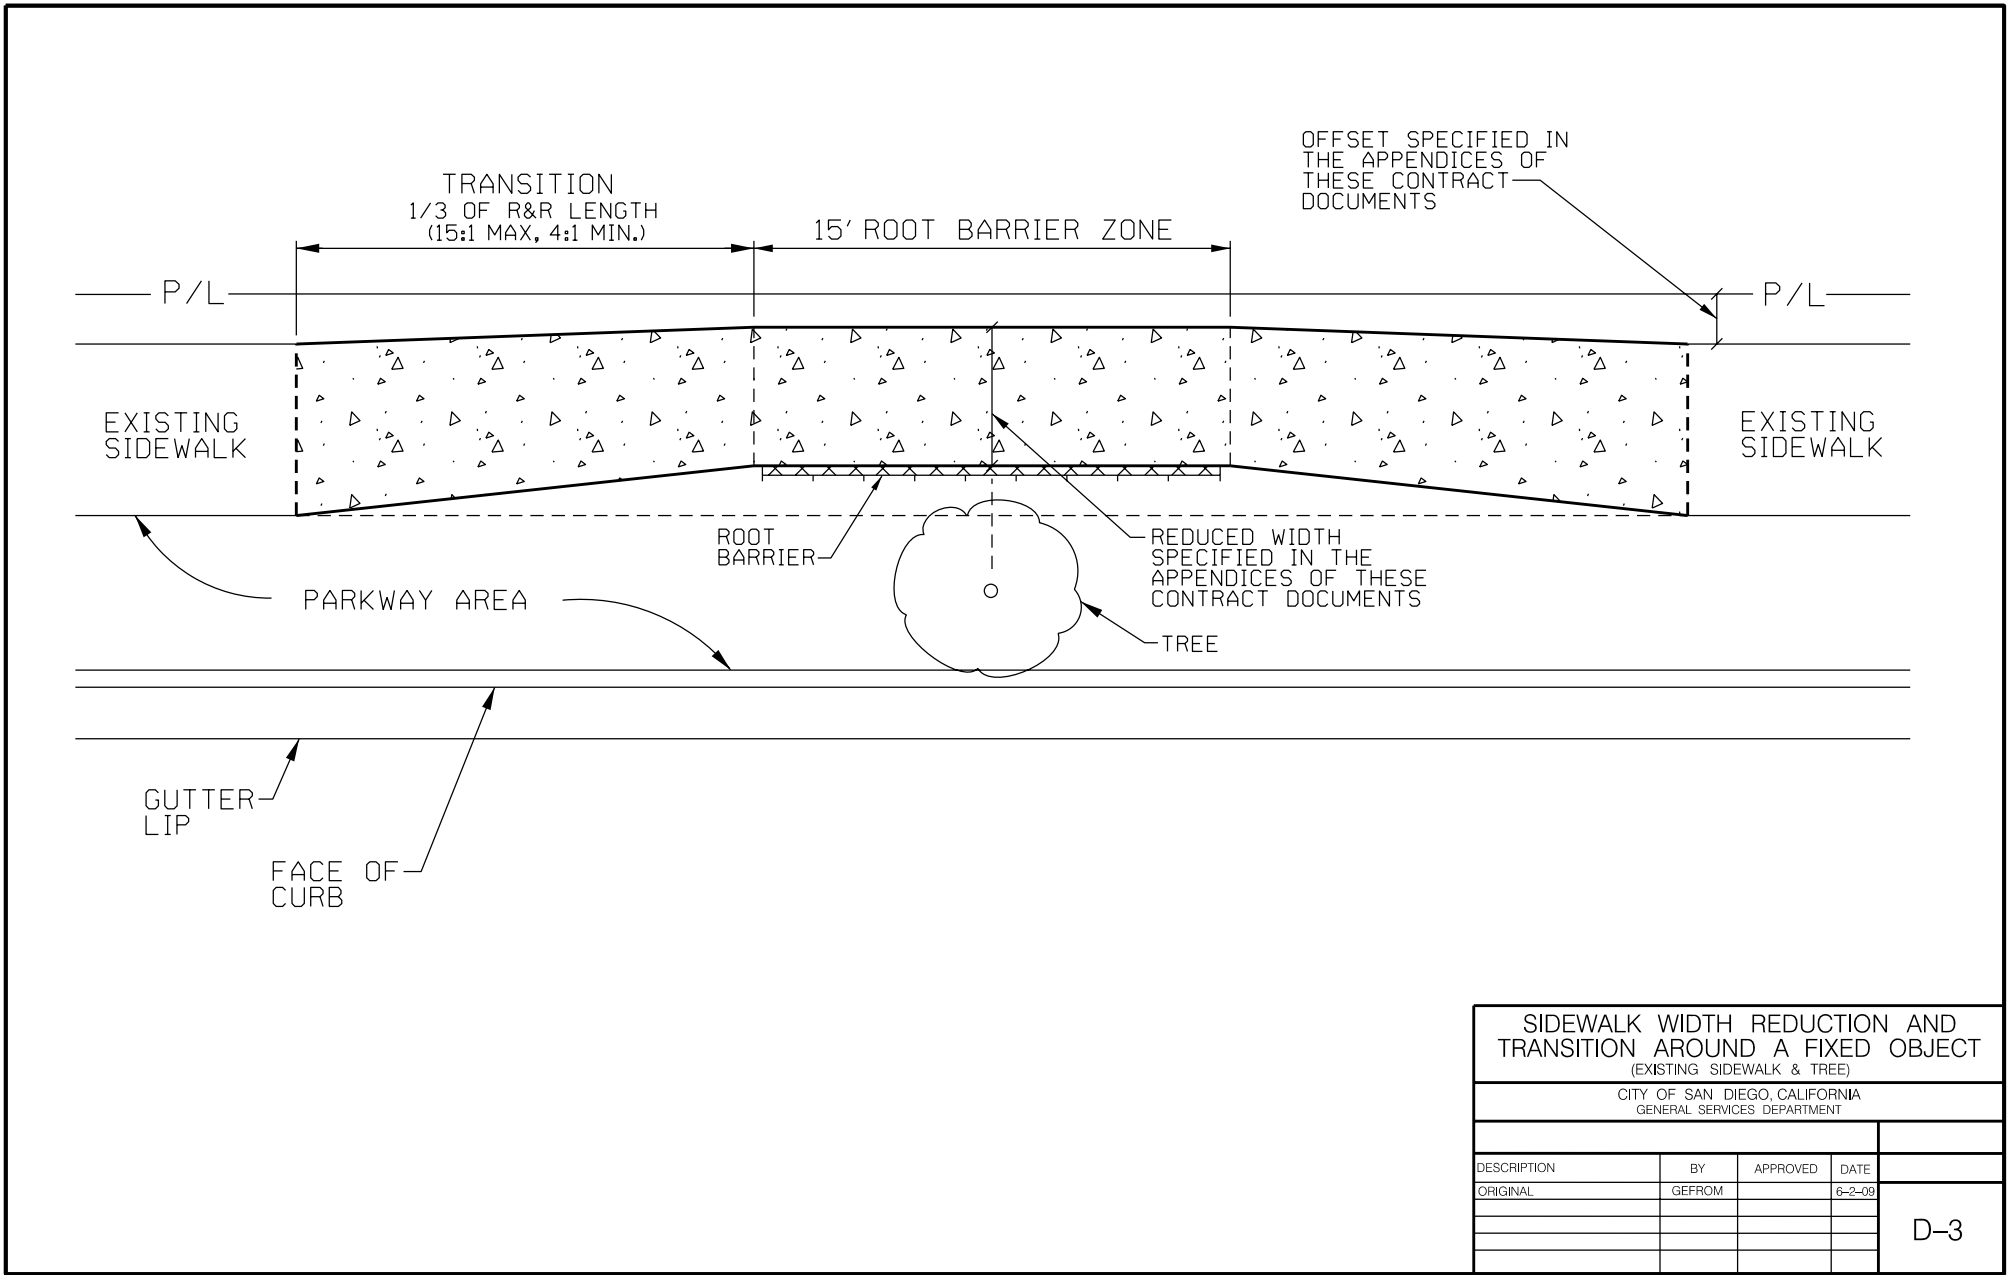 OFFSET SPECIFIED IN
THE APPENDICES OF
THESE CONTRACT
DOCUMENTS
TRANSITION
1/3 OF R&R LENGTH
(15:1 MAX, 4:1 MIN.)
15' ROOT BARRIER ZONE
P/L
P/L
EXISTING
SIDEWALK
EXISTING
SIDEWALK
ROOT
BARRIER
REDUCED WIDTH
SPECIFIED IN THE
APPENDICES OF THESE
CONTRACT DOCUMENTS
PARKWAY AREA
TREE
GUTTER
LIP
FACE OF
CURB
SIDEWALK WIDTH REDUCTION AND
TRANSITION AROUND A FIXED OBJECT
(EXISTING SIDEWALK & TREE)
CITY OF SAN DIEGO, CALIFORNIA
GENERAL SERVICES DEPARTMENT
DESCRIPTION BY APPROVED DATE
ORIGINAL GEFROM 6-2-09
D-3